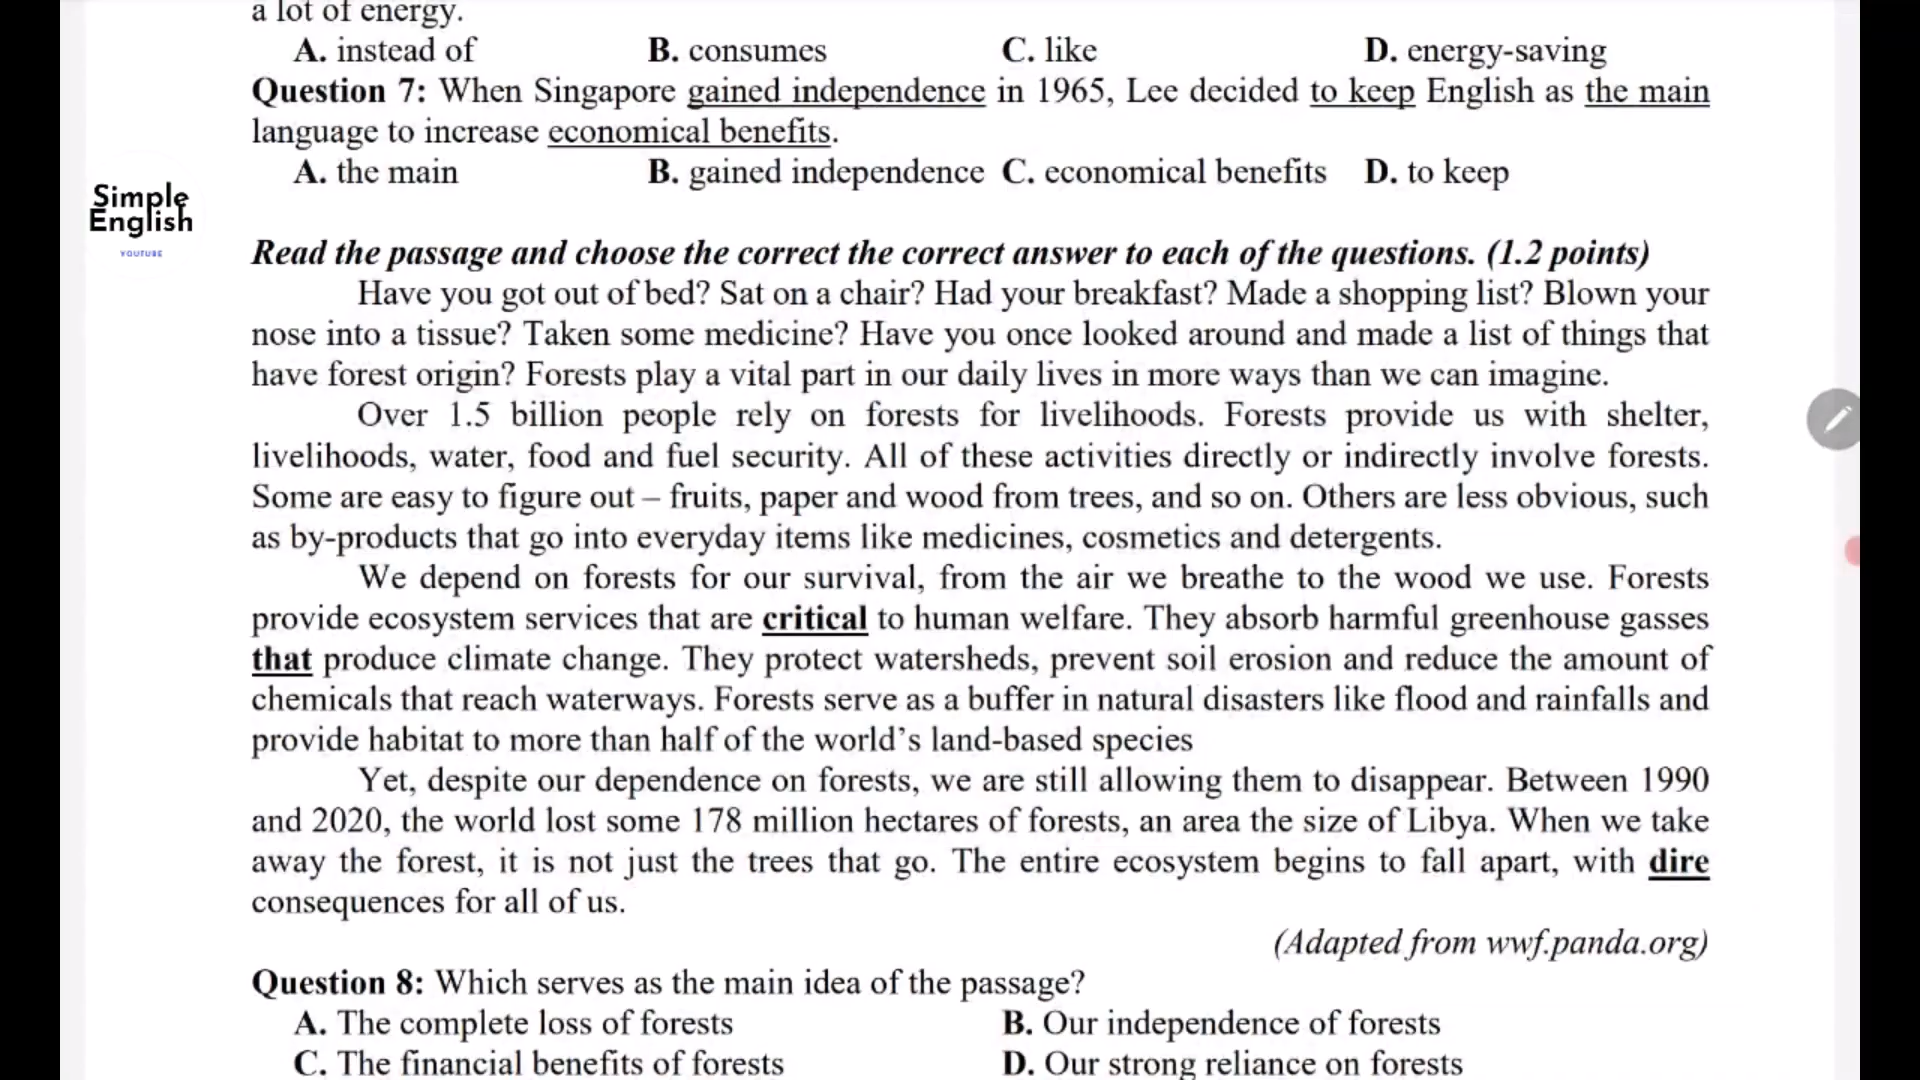 a lot of energy.
A. instead of B. consumes C. like D. energy-saving
Question 7: When Singapore gained independence in 1965, Lee decided to keep English as the main
language to increase economical benefits.
A. the main B. gained independence C. economical benefits D. to keep
Simple
English
YOUTUBE
Read the passage and choose the correct the correct answer to each of the questions. (1.2 points)
Have you got out of bed? Sat on a chair? Had your breakfast? Made a shopping list? Blown your
nose into a tissue? Taken some medicine? Have you once looked around and made a list of things that
have forest origin? Forests play a vital part in our daily lives in more ways than we can imagine.
Over 1.5 billion people rely on forests for livelihoods. Forests provide us with shelter,
livelihoods, water, food and fuel security. All of these activities directly or indirectly involve forests.
Some are easy to figure out – fruits, paper and wood from trees, and so on. Others are less obvious, such
as by-products that go into everyday items like medicines, cosmetics and detergents.
We depend on forests for our survival, from the air we breathe to the wood we use. Forests
provide ecosystem services that are critical to human welfare. They absorb harmful greenhouse gasses
that produce climate change. They protect watersheds, prevent soil erosion and reduce the amount of
chemicals that reach waterways. Forests serve as a buffer in natural disasters like flood and rainfalls and
provide habitat to more than half of the world’s land-based species
Yet, despite our dependence on forests, we are still allowing them to disappear. Between 1990
and 2020, the world lost some 178 million hectares of forests, an area the size of Libya. When we take
away the forest, it is not just the trees that go. The entire ecosystem begins to fall apart, with dire
consequences for all of us.
(Adapted from wwf.panda.org)
Question 8: Which serves as the main idea of the passage?
A. The complete loss of forests B. Our independence of forests
C. The financial benefits of forests D. Our strong reliance on forests